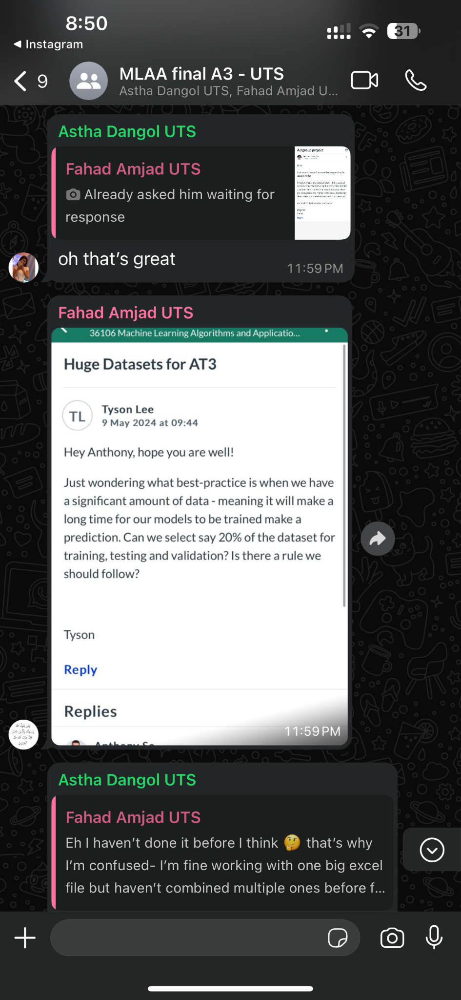 8:50
31
Instagram
9
MLAA final A3 - UTS
Astha Dangol UTS, Fahad Amjad U...
Astha Dangol UTS
Fahad Amjad UTS
Already asked him waiting for
response
A3 group project
oh that's great
11:59 PM
Fahad Amjad UTS
36106 Machine Learning Algorithms and Applicatio...
Huge Datasets for AT3
TL
Tyson Lee
9 May 2024 at 09:44
Hey Anthony, hope you are well!
Just wondering what best-practice is when we have
a significant amount of data - meaning it will make a
long time for our models to be trained make a
prediction. Can we select say 20% of the dataset for
training, testing and validation? Is there a rule we
should follow?
Tyson
Reply
Replies
Anthony So
11:59 PM
Astha Dangol UTS
Fahad Amjad UTS
Eh I haven't done it before I think 🤔 that's why
I'm confused- I'm fine working with one big excel
file but haven't combined multiple ones before f...